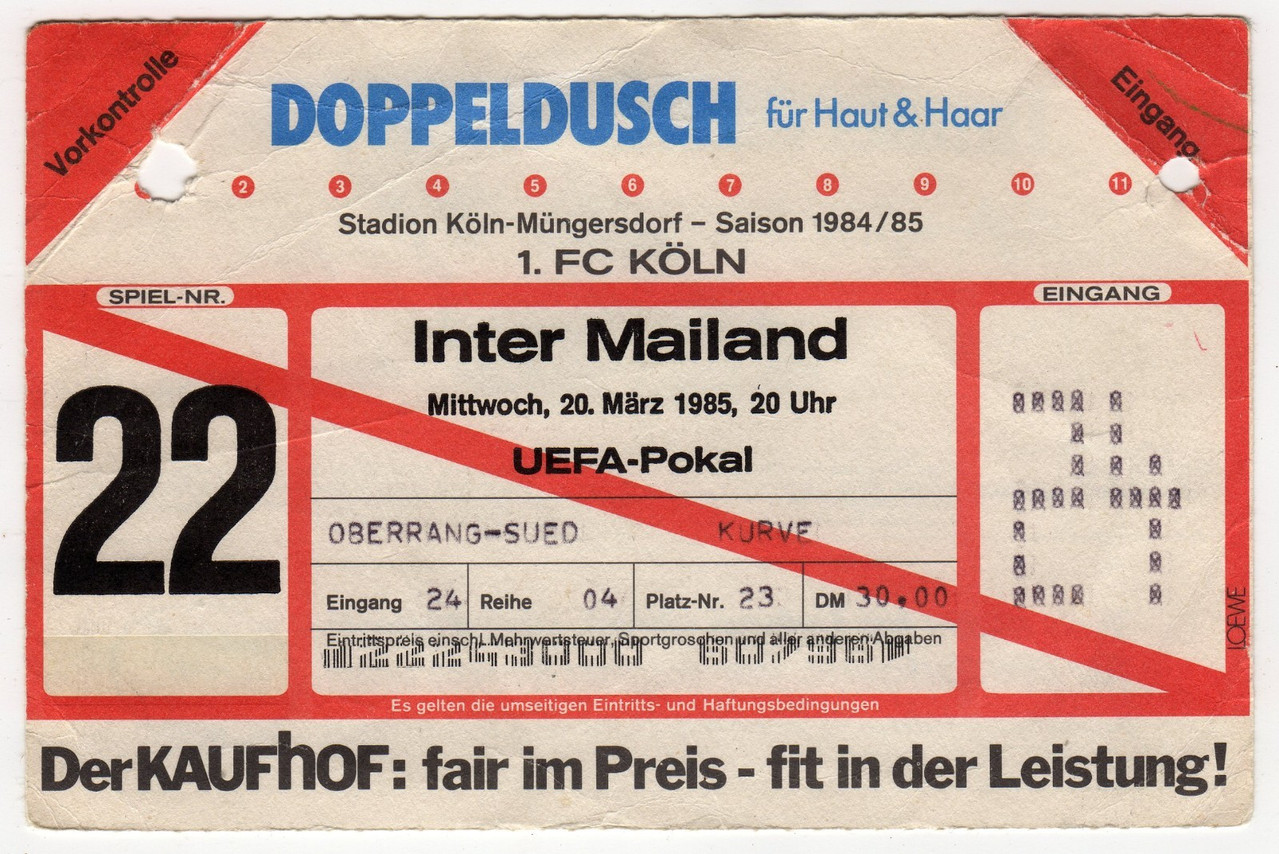 Vorkontrolle
Eingang
DOPPELDUSCH für Haut & Haar
2 3 4 5 6 7 8 9 10 11
Stadion Köln-Müngersdorf – Saison 1984/85
1. FC KÖLN
SPIEL-NR.
EINGANG
22
Inter Mailand
Mittwoch, 20. März 1985, 20 Uhr
UEFA-Pokal
OBERRANG-SUED KURVE
24
Eingang 24 Reihe 04 Platz-Nr. 23 DM 30.00
Eintrittspreis einschl. Mehrwertsteuer, Sportgroschen und aller anderen Abgaben
LOEWE
Es gelten die umseitigen Eintritts- und Haftungsbedingungen
Der KAUFhOF: fair im Preis - fit in der Leistung!